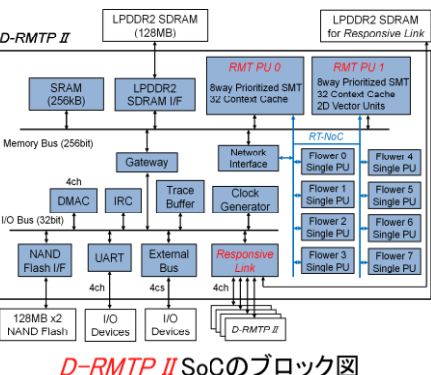 LPDDR2 SDRAM
(128MB)
LPDDR2 SDRAM
for Responsive Link
D-RMTP II
SRAM
(256kB)
LPDDR2
SDRAM I/F
RMT PU 0
8way Prioritized SMT
32 Context Cache
RMT PU 1
8way Prioritized SMT
32 Context Cache
2D Vector Units
Memory Bus (256bit)
RT-NoC
Gateway
Network
Interface
Flower 0
Single PU
Flower 4
Single PU
4ch
DMAC
IRC
Trace
Buffer
Clock
Generator
Flower 1
Single PU
Flower 5
Single PU
I/O Bus (32bit)
Flower 2
Single PU
Flower 6
Single PU
NAND
Flash I/F
UART
External
Bus
Responsive
Link
Flower 3
Single PU
Flower 7
Single PU
4ch
4cs
4ch
128MB x2
NAND Flash
I/O
Devices
I/O
Devices
D-RMTP II
D-RMTP II SoCのブロック図